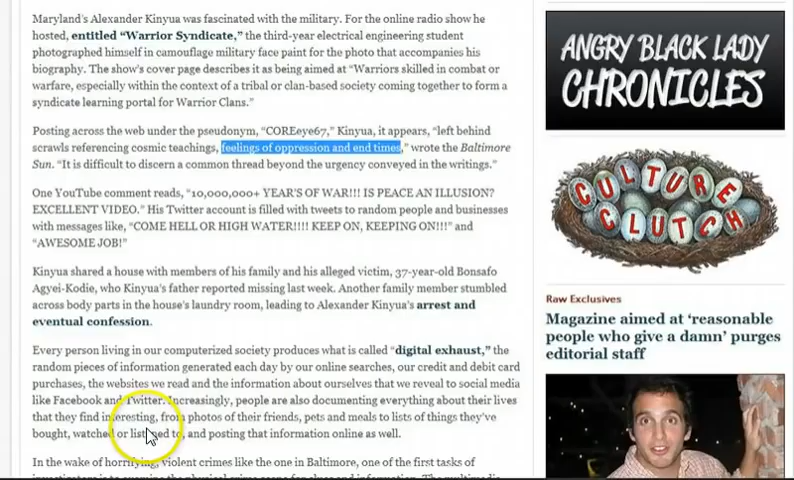 Maryland's Alexander Kinyua was fascinated with the military. For the online radio show he
hosted, entitled "Warrior Syndicate," the third-year electrical engineering student
photographed himself in camouflage military face paint for the photo that accompanies his
biography. The show's cover page describes it as being aimed at "Warriors skilled in combat or
warfare, especially within the context of a tribal or clan-based society coming together to form a
syndicate learning portal for Warrior Clans."
Posting across the web under the pseudonym, "COREeye67," Kinyua, it appears, "left behind
scrawls referencing cosmic teachings, feelings of oppression and end times," wrote the Baltimore
Sun. "It is difficult to discern a common thread beyond the urgency conveyed in the writings."
One YouTube comment reads, "10,000,000+ YEAR'S OF WAR!!! IS PEACE AN ILLUSION?
EXCELLENT VIDEO." His Twitter account is filled with tweets to random people and businesses
with messages like, "COME HELL OR HIGH WATER!!!! KEEP ON, KEEPING ON!!!" and
"AWESOME JOB!"
Kinyua shared a house with members of his family and his alleged victim, 37-year-old Bonsafo
Agyei-Kodie, who Kinyua's father reported missing last week. Another family member stumbled
across body parts in the house's laundry room, leading to Alexander Kinyua's arrest and
eventual confession.
Every person living in our computerized society produces what is called "digital exhaust," the
random pieces of information generated each day by our online searches, our credit and debit card
purchases, the websites we read and the information about ourselves that we reveal to social media
like Facebook and Twitter. Increasingly, people are also documenting everything about their lives
that they find interesting, from photos of their friends, pets and meals to lists of things they've
bought, watched or listened to, and posting that information online as well.
In the wake of horrifying, violent crimes like the one in Baltimore, one of the first tasks of
ANGRY BLACK LADY
CHRONICLES
CULTURE
CLUTCH
Raw Exclusives
Magazine aimed at 'reasonable
people who give a damn' purges
editorial staff